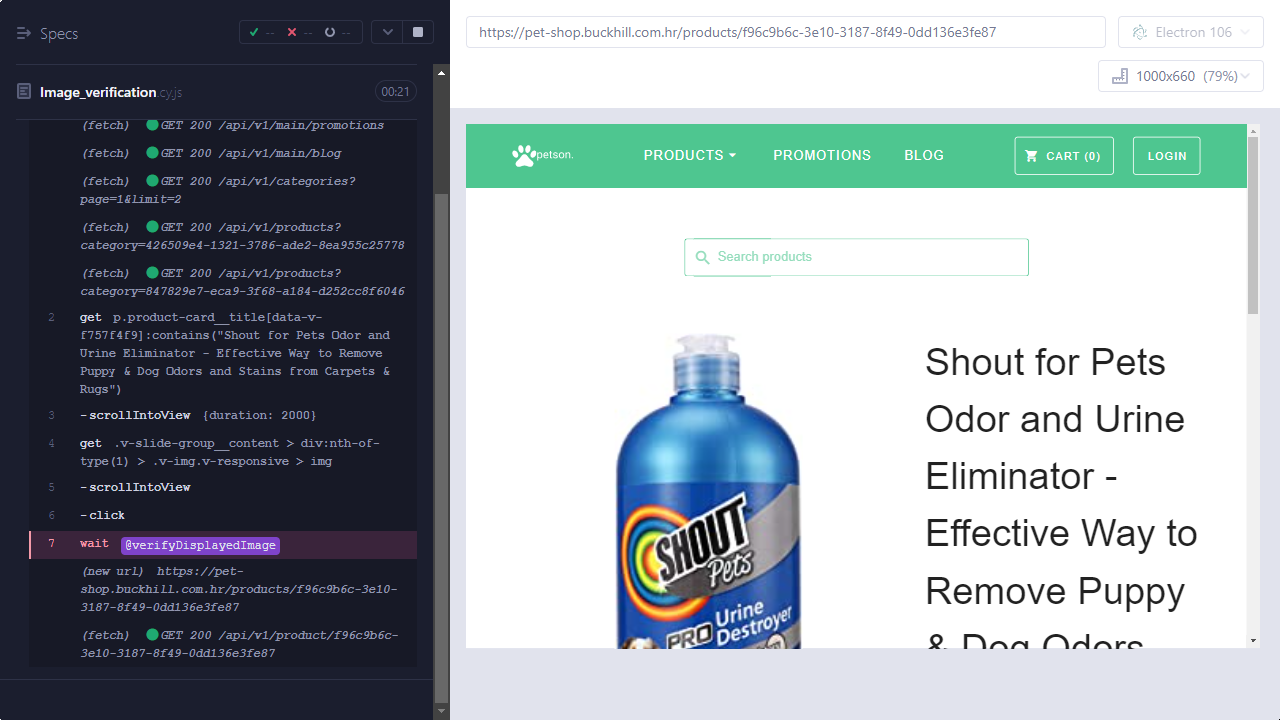 Specs
-- -- --
Image_verification.cy.js
00:21
(fetch) GET 200 /api/v1/main/promotions
(fetch) GET 200 /api/v1/main/blog
(fetch) GET 200 /api/v1/categories?
page=1&limit=2
(fetch) GET 200 /api/v1/products?
category=426509e4-1321-3786-ade2-8ea955c25778
(fetch) GET 200 /api/v1/products?
category=847829e7-eca9-3f68-a184-d252cc8f6046
2 get p.product-card__title[data-v-
f757f4f9]:contains("Shout for Pets Odor and
Urine Eliminator - Effective Way to Remove
Puppy & Dog Odors and Stains from Carpets &
Rugs")
3 -scrollIntoView {duration: 2000}
4 get .v-slide-group__content > div:nth-of-
type(1) > .v-img.v-responsive > img
5 -scrollIntoView
6 -click
7 wait @verifyDisplayedImage
(new url) https://pet-
shop.buckhill.com.hr/products/f96c9b6c-3e10-
3187-8f49-0dd136e3fe87
(fetch) GET 200 /api/v1/product/f96c9b6c-
3e10-3187-8f49-0dd136e3fe87
https://pet-shop.buckhill.com.hr/products/f96c9b6c-3e10-3187-8f49-0dd136e3fe87
Electron 106
1000x660 (79%)
petson.
PRODUCTS
PROMOTIONS
BLOG
CART (0)
LOGIN
Search products
SHOUT
Pets
PRO Urine
Destroyer
Shout for Pets
Odor and Urine
Eliminator -
Effective Way to
Remove Puppy
& Dog Odors